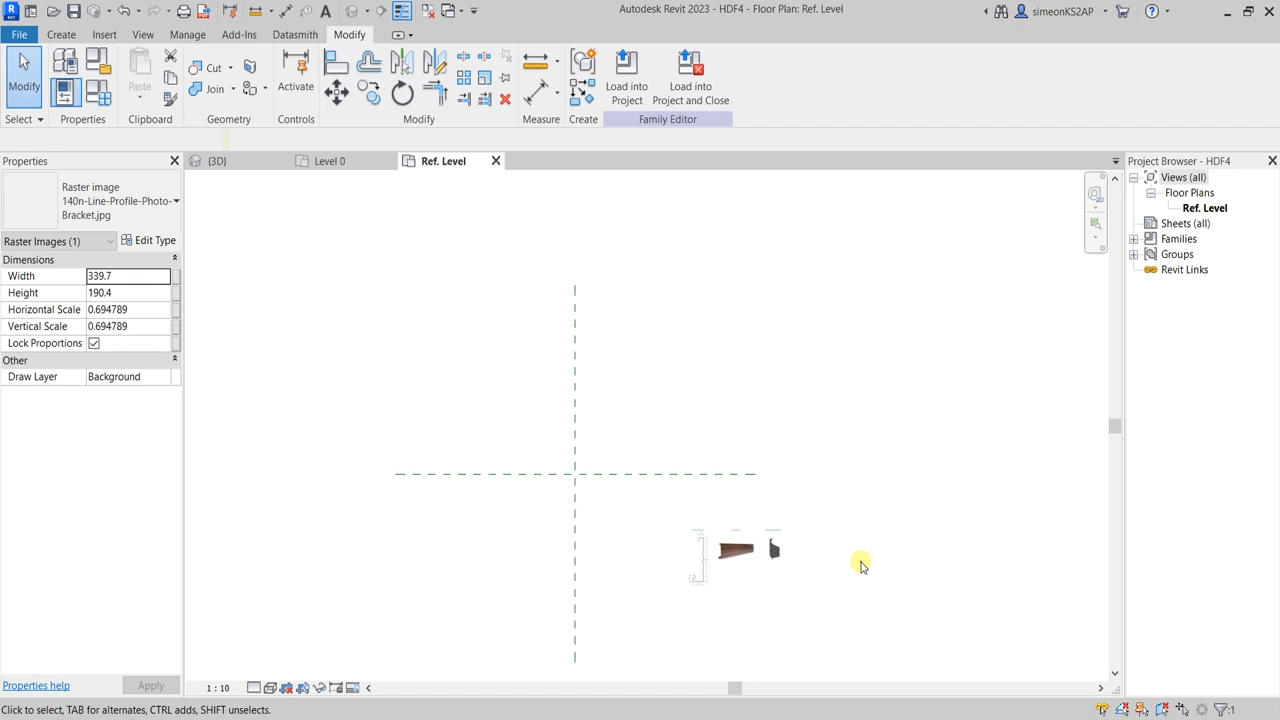 Autodesk Revit 2023 - HDF4 - Floor Plan: Ref. Level
simeonKS2AP
File
Create
Insert
View
Manage
Add-Ins
Datasmith
Modify
Modify
Paste
Cut
Join
Activate
Load into
Project
Load into
Project and Close
Select
Properties
Clipboard
Geometry
Controls
Modify
Measure
Create
Family Editor
Properties
{3D}
Level 0
Ref. Level
Project Browser - HDF4
Raster image
140n-Line-Profile-Photo-
Bracket.jpg
Raster Images (1)
Edit Type
Dimensions
Width 339.7
Height 190.4
Horizontal Scale 0.694789
Vertical Scale 0.694789
Lock Proportions
Other
Draw Layer Background
Views (all)
Floor Plans
Ref. Level
Sheets (all)
Families
Groups
Revit Links
Properties help
Apply
1 : 10
Click to select, TAB for alternates, CTRL adds, SHIFT unselects.
:1